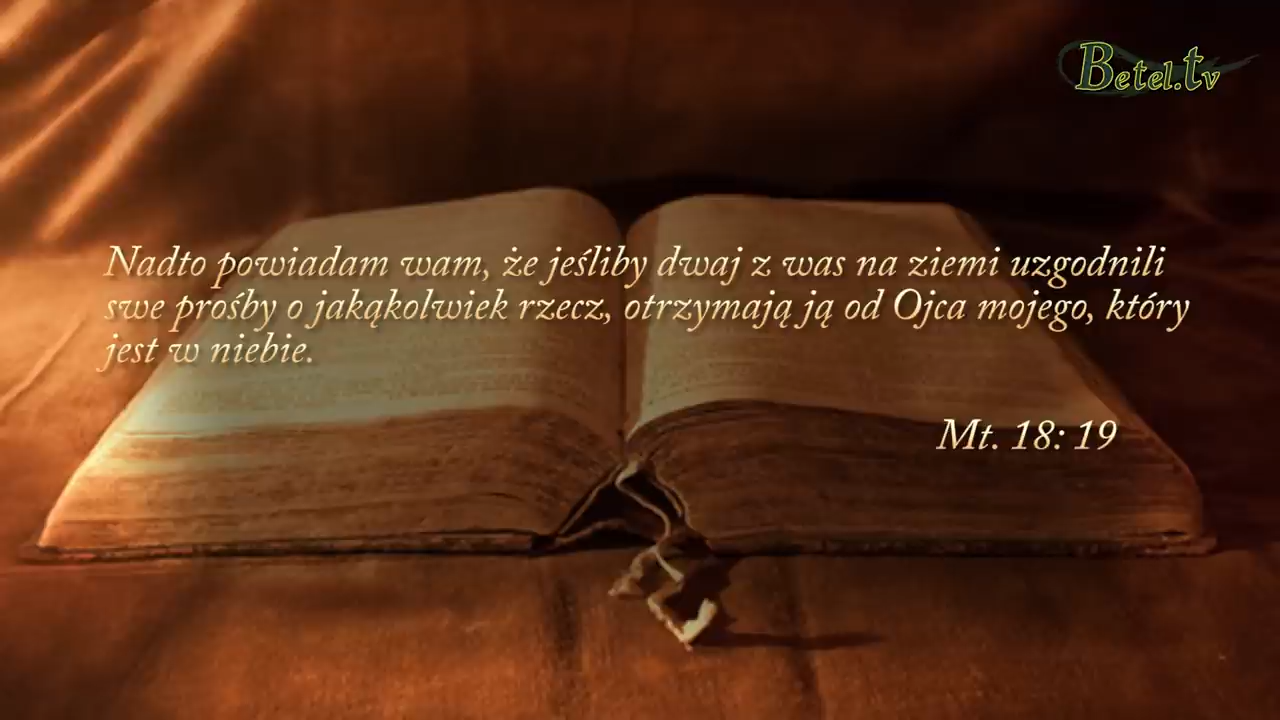 Betel.tv
Nadto powiadam wam, że jeśliby dwaj z was na ziemi uzgodnili
swe prośby o jakąkolwiek rzecz, otrzymają ją od Ojca mojego, który
jest w niebie.
Mt. 18: 19